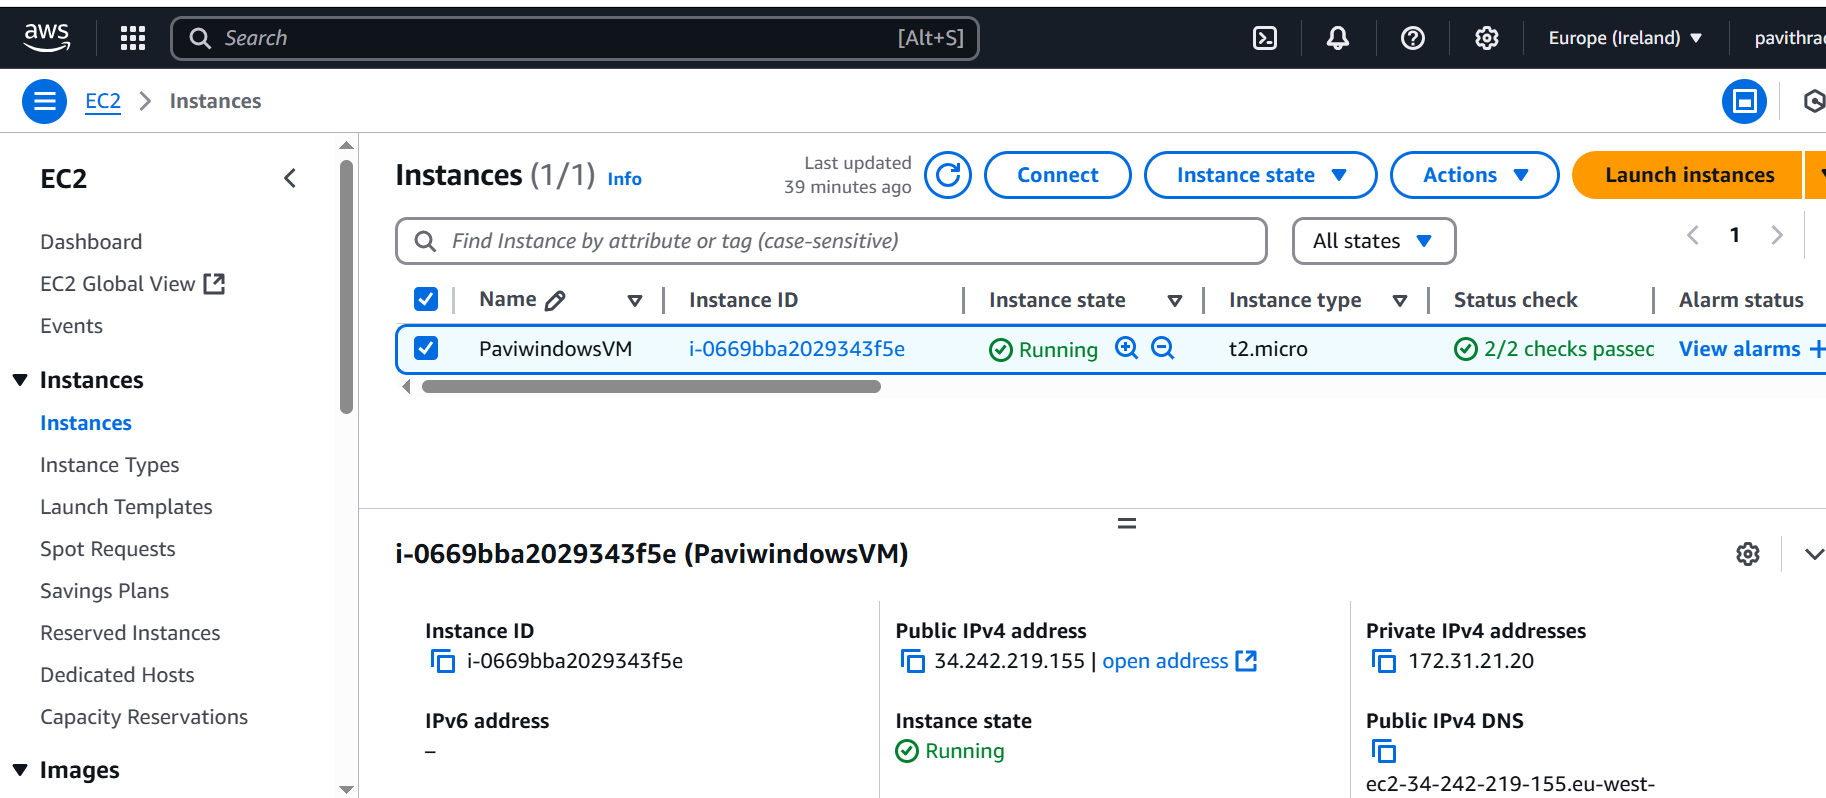 aws
Search [Alt+S]
Europe (Ireland)
EC2 Instances
EC2
Dashboard
EC2 Global View
Events
Instances
Instances
Instance Types
Launch Templates
Spot Requests
Savings Plans
Reserved Instances
Dedicated Hosts
Capacity Reservations
Images
Instances (1/1) Info
Last updated
39 minutes ago
Connect
Instance state
Actions
Launch instances
Find Instance by attribute or tag (case-sensitive)
All states
1
Name Instance ID Instance state Instance type Status check Alarm status
PaviwindowsVM i-0669bba2029343f5e Running t2.micro 2/2 checks passed View alarms +
i-0669bba2029343f5e (PaviwindowsVM)
Instance ID
i-0669bba2029343f5e
IPv6 address
–
Public IPv4 address
34.242.219.155 | open address
Instance state
Running
Private IPv4 addresses
172.31.21.20
Public IPv4 DNS
ec2-34-242-219-155.eu-west-